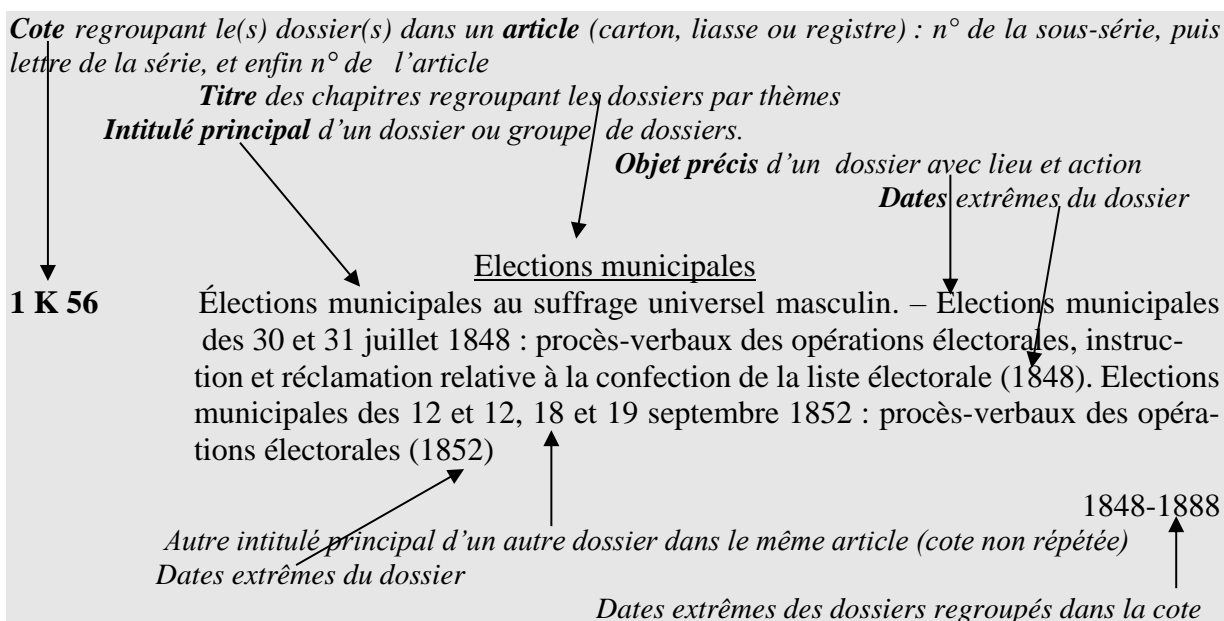 Cote regroupant le(s) dossier(s) dans un article (carton, liasse ou registre) : n° de la sous-série, puis
lettre de la série, et enfin n° de l'article
Titre des chapitres regroupant les dossiers par thèmes
Intitulé principal d'un dossier ou groupe de dossiers.
Objet précis d'un dossier avec lieu et action
Dates extrêmes du dossier
Elections municipales
1 K 56 Élections municipales au suffrage universel masculin. – Elections municipales
des 30 et 31 juillet 1848 : procès-verbaux des opérations électorales, instruc-
tion et réclamation relative à la confection de la liste électorale (1848). Elections
municipales des 12 et 12, 18 et 19 septembre 1852 : procès-verbaux des opéra-
tions électorales (1852)
1848-1888
Autre intitulé principal d'un autre dossier dans le même article (cote non répétée)
Dates extrêmes du dossier
Dates extrêmes des dossiers regroupés dans la cote